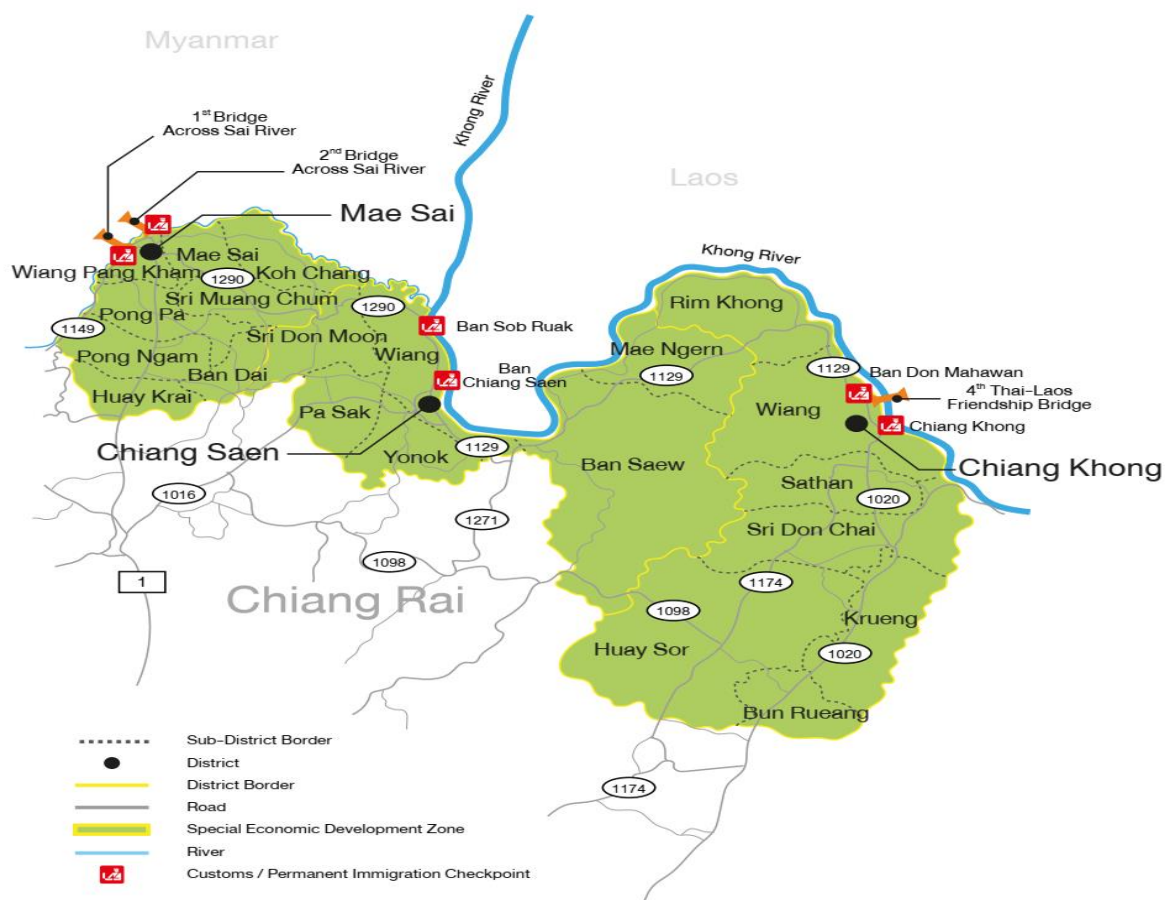 Myanmar
1st Bridge
Across Sai River
2nd Bridge
Across Sai River
Khong River
Laos
Mae Sai
Khong River
Mae Sai
Wiang Pang Kham
Koh Chang
1290
Sri Muang Chum
Rim Khong
1290
Pong Pa
1149
Ban Sob Ruak
Sri Don Moon
Wiang
Mae Ngern
Pong Ngam
Ban
Chiang Saen
1129
1129
Ban Don Mahawan
Ban Dai
4th Thai-Laos
Friendship Bridge
Huay Krai
Pa Sak
Wiang
Chiang Khong
Chiang Saen
1129
Yonok
Ban Saew
Chiang Khong
Sathan
1016
1020
1271
Sri Don Chai
1098
1
1174
Chiang Rai
1098
Krueng
Huay Sor
1020
Bun Rueang
1174
Sub-District Border
District
District Border
Road
Special Economic Development Zone
River
Customs / Permanent Immigration Checkpoint